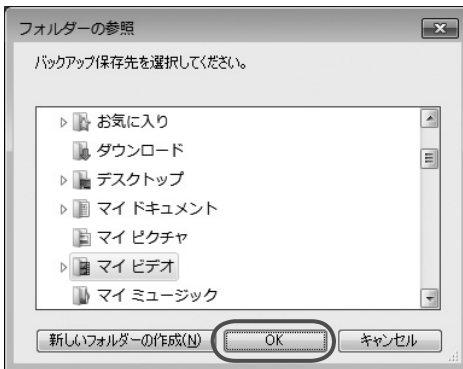 フォルダーの参照
バックアップ保存先を選択してください。
お気に入り
ダウンロード
デスクトップ
マイ ドキュメント
マイ ピクチャ
マイ ビデオ
マイ ミュージック
新しいフォルダーの作成(N) OK キャンセル